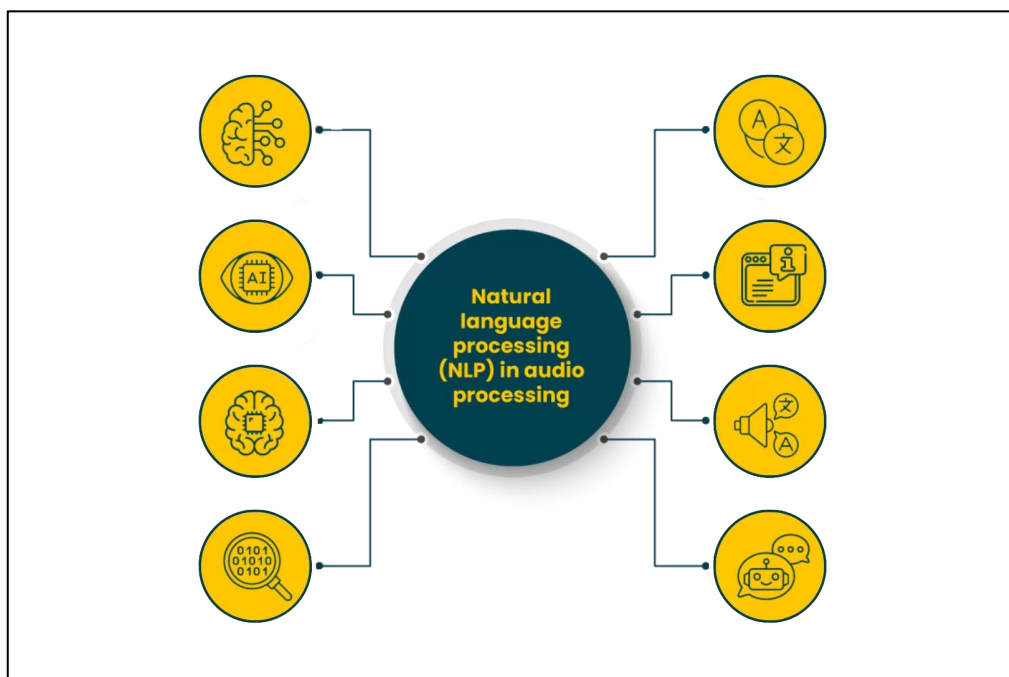 A
文
AI
i
Natural
language
processing
(NLP) in audio
processing
文
A
0101
01010
0101